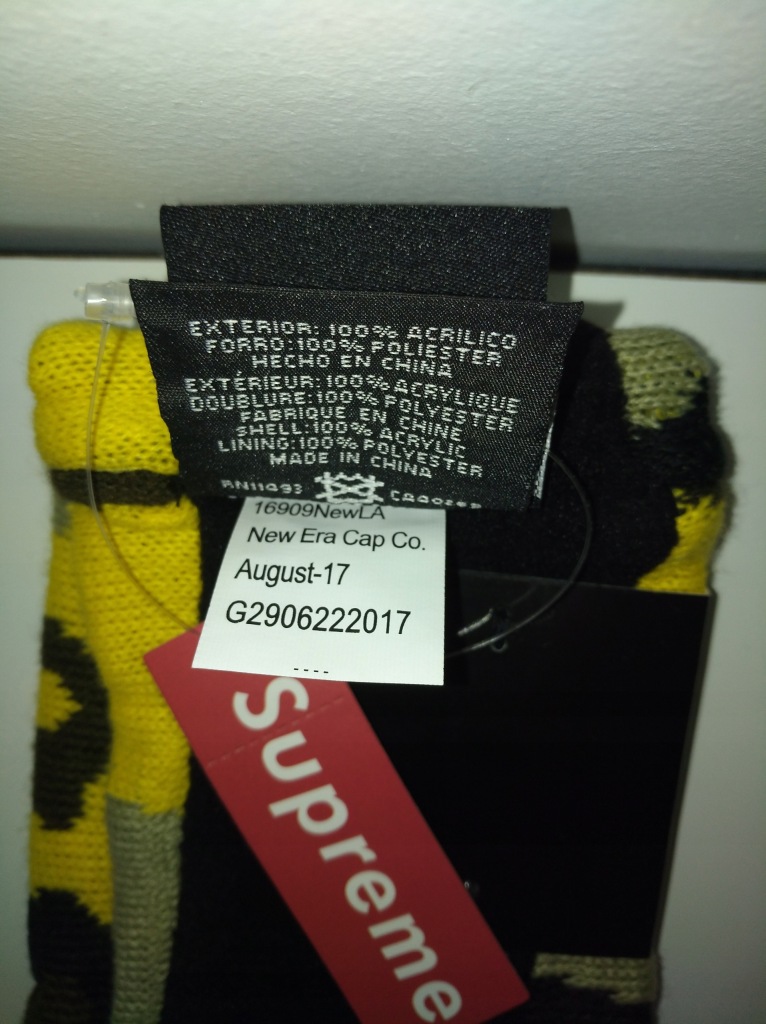 EXTERIOR: 100% ACRILICO
FORRO: 100% POLIESTER
HECHO EN CHINA
EXTÉRIEUR: 100% ACRYLIQUE
DOUBLURE: 100% POLYESTER
FABRIQUE EN CHINE
SHELL: 100% ACRYLIC
LINING: 100% POLYESTER
MADE IN CHINA
RN11493
16909NewLA
New Era Cap Co.
August-17
G2906222017
Supreme